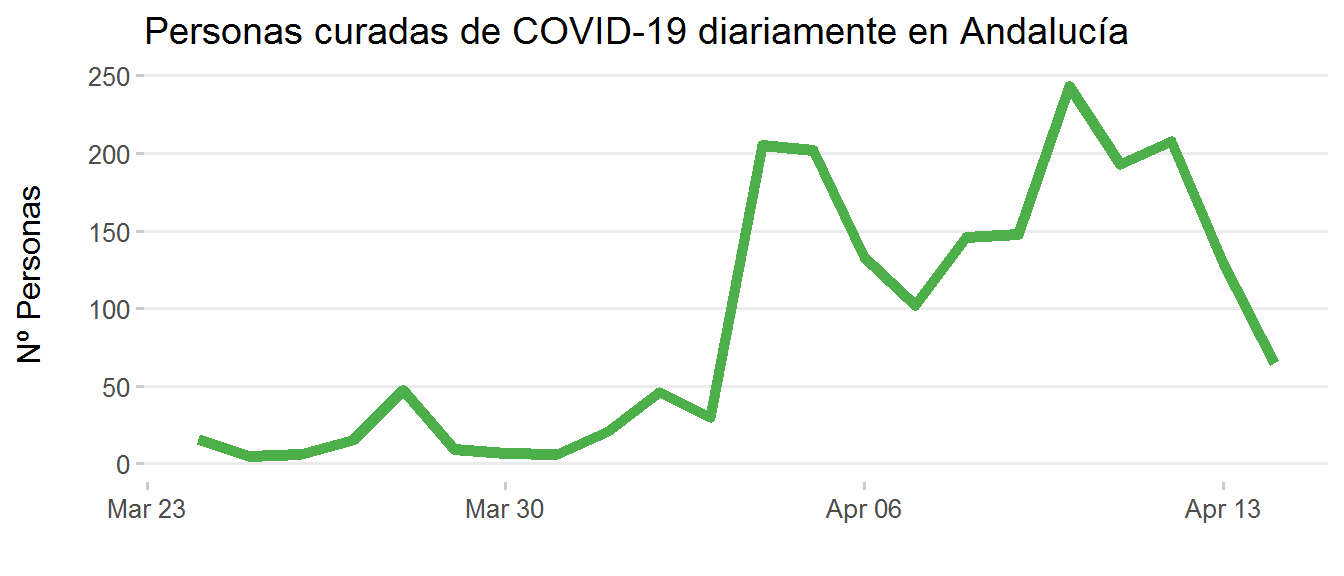 Personas curadas de COVID-19 diariamente en Andalucía
Nº Personas
250
200
150
100
50
0
Mar 23 Mar 30 Apr 06 Apr 13